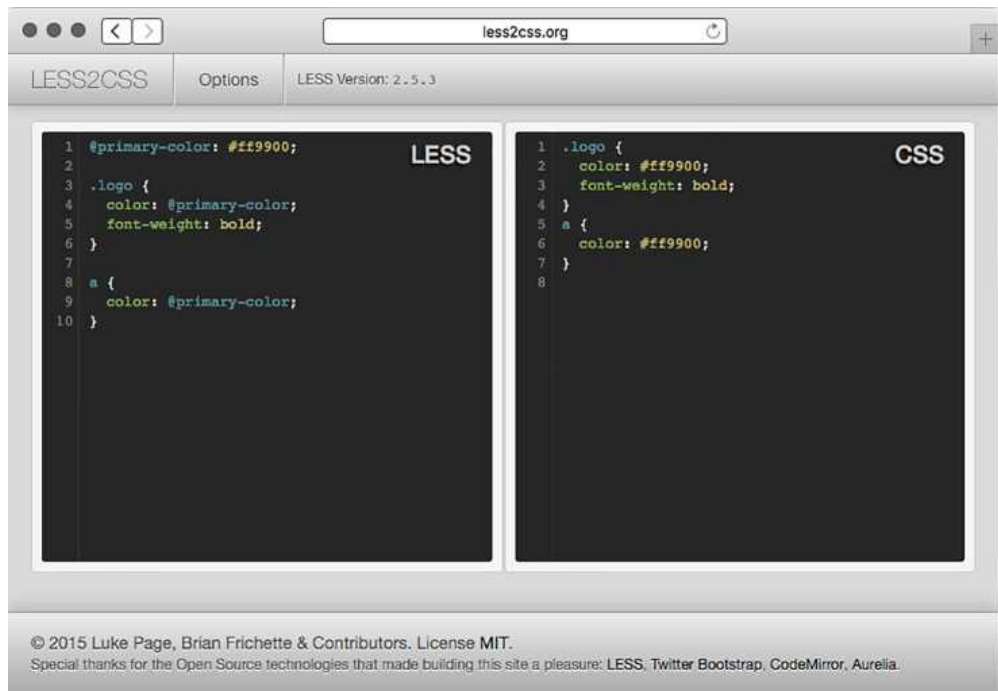 less2css.org
+
LESS2CSS
Options
LESS Version: 2.5.3
LESS
1 @primary-color: #ff9900;
2
3 .logo {
4   color: @primary-color;
5   font-weight: bold;
6 }
7
8 a {
9   color: @primary-color;
10 }
CSS
1 .logo {
2   color: #ff9900;
3   font-weight: bold;
4 }
5 a {
6   color: #ff9900;
7 }
8
© 2015 Luke Page, Brian Frichette & Contributors. License MIT.
Special thanks for the Open Source technologies that made building this site a pleasure: LESS, Twitter Bootstrap, CodeMirror, Aurelia.